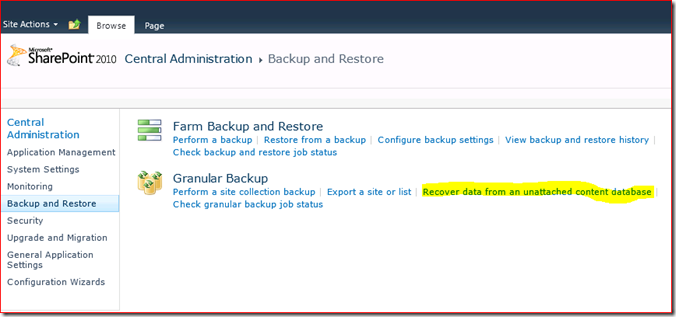 Site Actions
Browse
Page
Microsoft®
SharePoint® 2010
Central Administration ▸ Backup and Restore
Central
Administration
Application Management
System Settings
Monitoring
Backup and Restore
Security
Upgrade and Migration
General Application
Settings
Configuration Wizards
Farm Backup and Restore
Perform a backup | Restore from a backup | Configure backup settings | View backup and restore history |
Check backup and restore job status
Granular Backup
Perform a site collection backup | Export a site or list | Recover data from an unattached content database |
Check granular backup job status